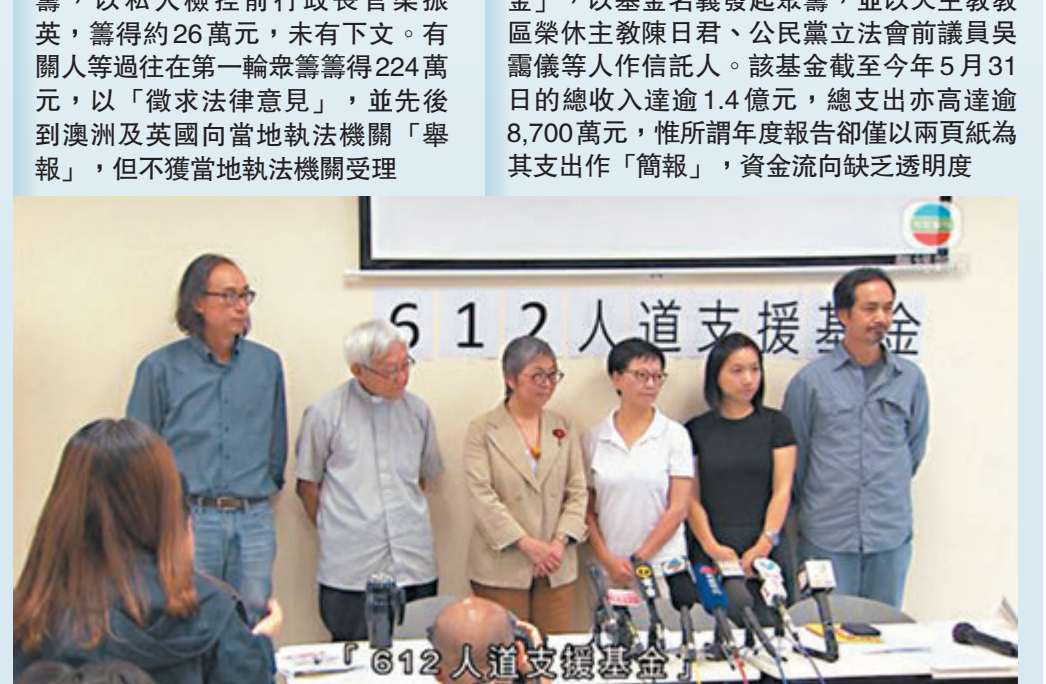 籌，以私人檢控前行政長官梁振
英，籌得約26萬元，未有下文。有
關人等過往在第一輪眾籌籌得224萬
元，以「徵求法律意見」，並先後
到澳洲及英國向當地執法機關「舉
報」，但不獲當地執法機關受理
金」，以基金名義發起眾籌，並以天主教教
區榮休主教陳日君、公民黨立法會前議員吳
靄儀等人作信託人。該基金截至今年5月31
日的總收入達逾1.4億元，總支出亦高達逾
8,700萬元，惟所謂年度報告卻僅以兩頁紙為
其支出作「簡報」，資金流向缺乏透明度
612人道支援基金
「612人道支援基金」